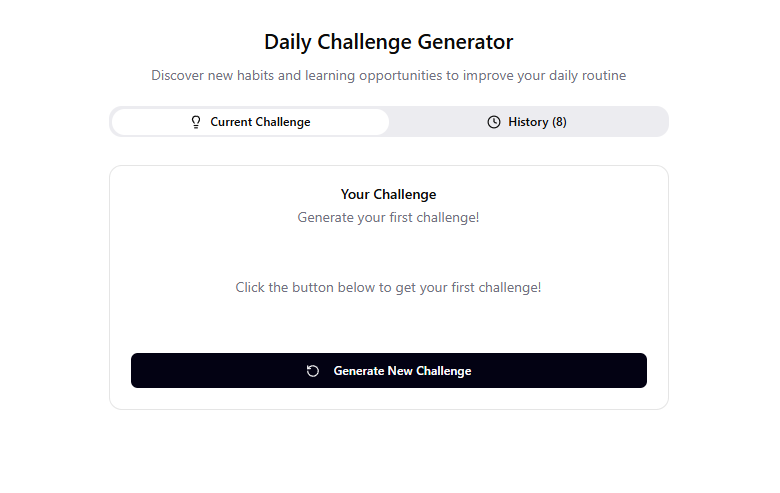 Daily Challenge Generator
Discover new habits and learning opportunities to improve your daily routine
Current Challenge
History (8)
Your Challenge
Generate your first challenge!
Click the button below to get your first challenge!
Generate New Challenge